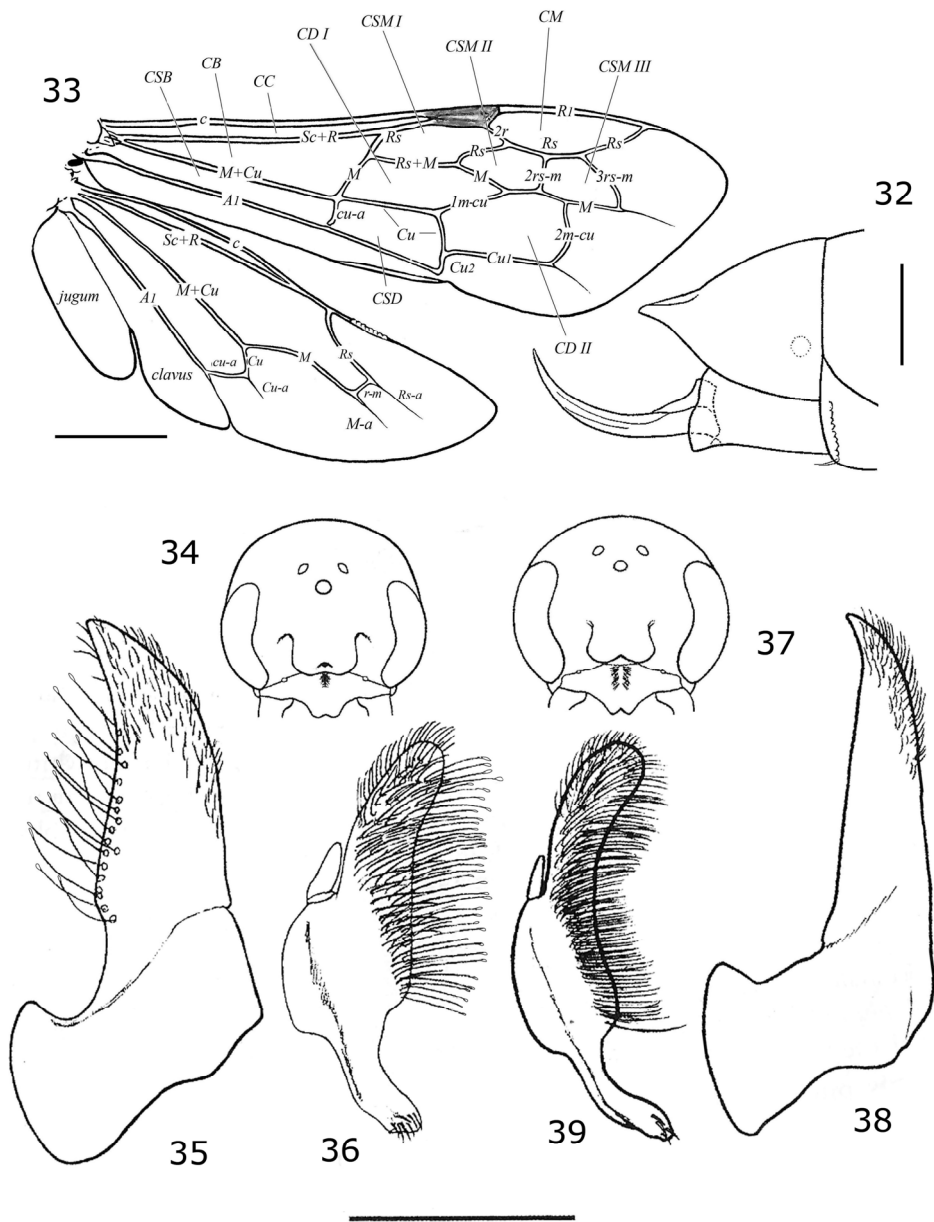 CSM I
CM
CD I
CSM II
CSM III
CB
CC
CSB
33
c
R1
Sc+R
Rs
2r
Rs
Rs
M+Cu
M
Rs+M
Rs
M
2rs-m
3rs-m
A1
cu-a
1m-cu
M
32
Sc+R
c
Cu
2m-cu
Cu2
Cu1
jugum
A1
M+Cu
CSD
CD II
clavus
cu-a
Cu
M
Rs
Cu-a
r-m
Rs-a
M-a
34
37
35
36
39
38